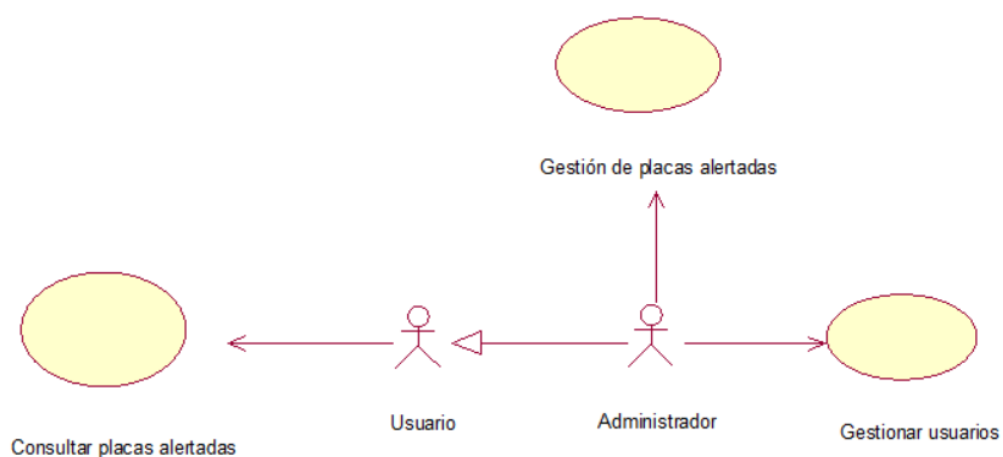 Gestión de placas alertadas
Usuario
Administrador
Gestionar usuarios
Consultar placas alertadas